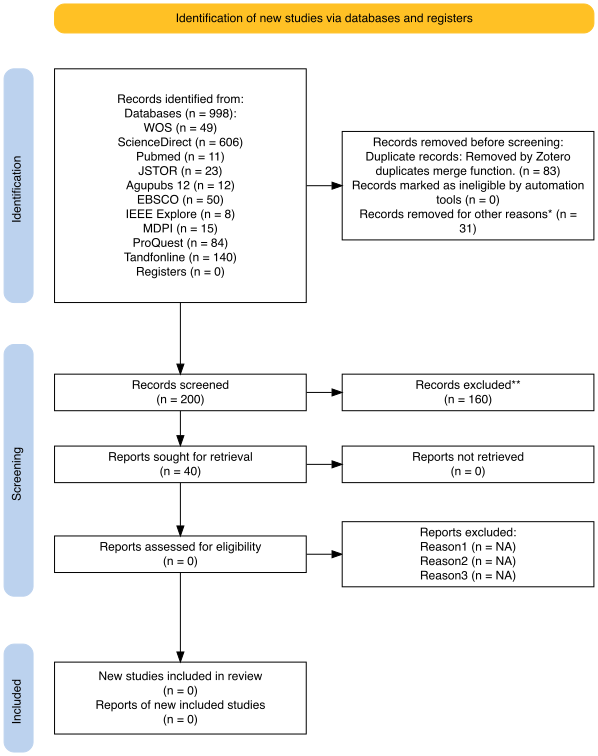 Identification of new studies via databases and registers
Identification
Records identified from:
Databases (n = 998):
WOS (n = 49)
ScienceDirect (n = 606)
Pubmed (n = 11)
JSTOR (n = 23)
Agupubs 12 (n = 12)
EBSCO (n = 50)
IEEE Explore (n = 8)
MDPI (n = 15)
ProQuest (n = 84)
Tandfonline (n = 140)
Registers (n = 0)
Records removed before screening:
Duplicate records: Removed by Zotero
duplicates merge function. (n = 83)
Records marked as ineligible by automation
tools (n = 0)
Records removed for other reasons* (n =
31)
Screening
Records screened
(n = 200)
Records excluded**
(n = 160)
Reports sought for retrieval
(n = 40)
Reports not retrieved
(n = 0)
Reports assessed for eligibility
(n = 0)
Reports excluded:
Reason1 (n = NA)
Reason2 (n = NA)
Reason3 (n = NA)
Included
New studies included in review
(n = 0)
Reports of new included studies
(n = 0)